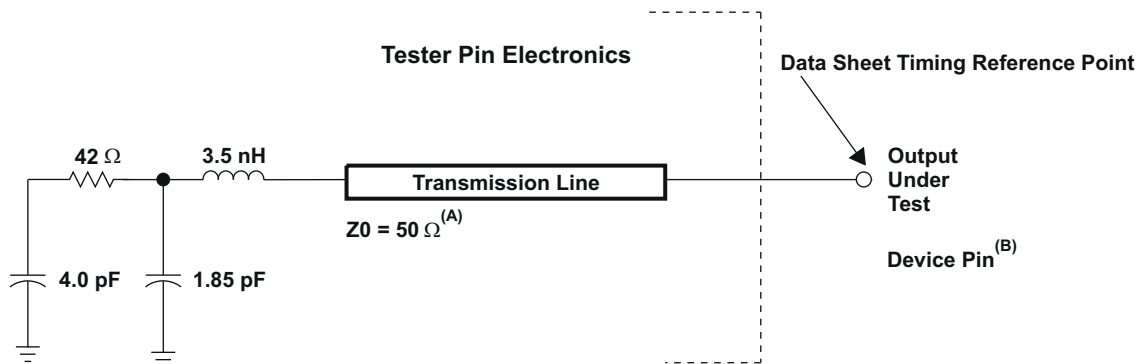 Tester Pin Electronics
Data Sheet Timing Reference Point
42 Ω
3.5 nH
Transmission Line
Output
Under
Test
Z0 = 50 Ω(A)
Device Pin(B)
4.0 pF
1.85 pF